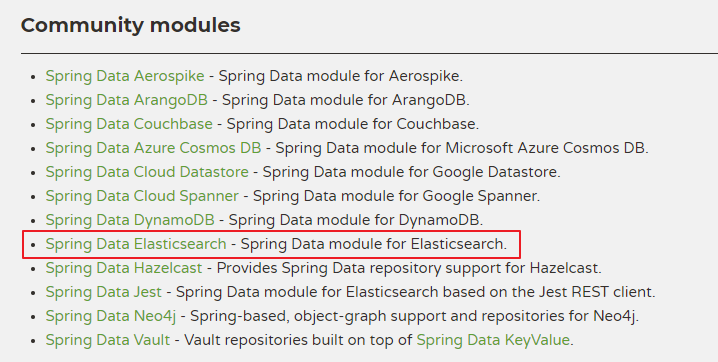 Community modules
• Spring Data Aerospike - Spring Data module for Aerospike.
• Spring Data ArangoDB - Spring Data module for ArangoDB.
• Spring Data Couchbase - Spring Data module for Couchbase.
• Spring Data Azure Cosmos DB - Spring Data module for Microsoft Azure Cosmos DB.
• Spring Data Cloud Datastore - Spring Data module for Google Datastore.
• Spring Data Cloud Spanner - Spring Data module for Google Spanner.
• Spring Data DynamoDB - Spring Data module for DynamoDB.
• Spring Data Elasticsearch - Spring Data module for Elasticsearch.
• Spring Data Hazelcast - Provides Spring Data repository support for Hazelcast.
• Spring Data Jest - Spring Data module for Elasticsearch based on the Jest REST client.
• Spring Data Neo4j - Spring-based, object-graph support and repositories for Neo4j.
• Spring Data Vault - Vault repositories built on top of Spring Data KeyValue.